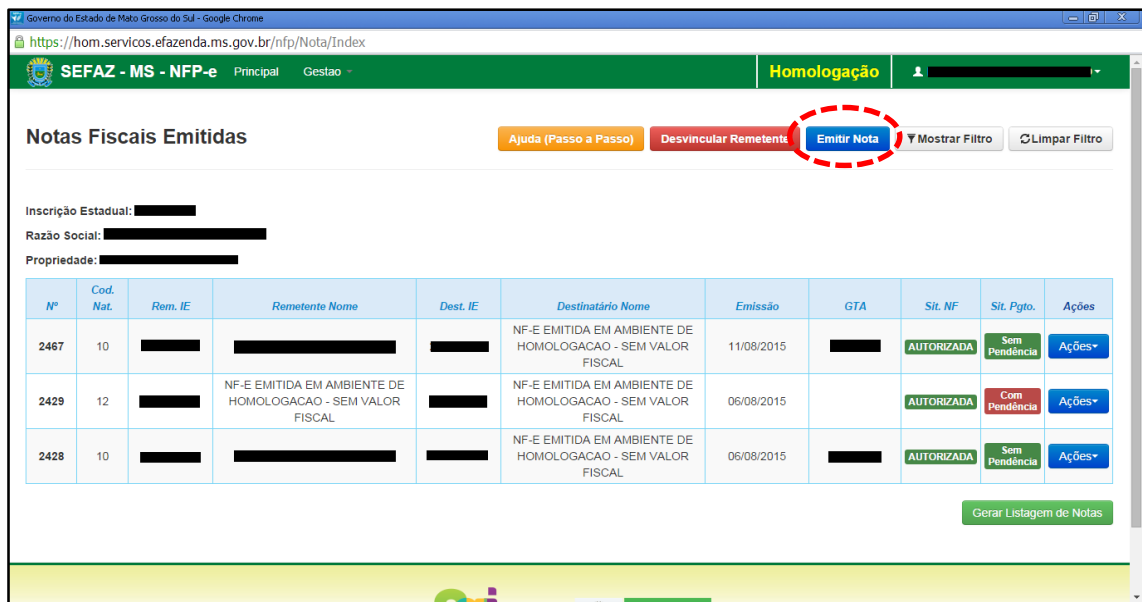 Governo do Estado de Mato Grosso do Sul - Google Chrome
https://hom.servicos.efazenda.ms.gov.br/nfp/Nota/Index
SEFAZ - MS - NFP-e Principal Gestao Homologação
Notas Fiscais Emitidas Ajuda (Passo a Passo) Desvincular Remetente Emitir Nota Mostrar Filtro Limpar Filtro
Inscrição Estadual:
Razão Social:
Propriedade:
Nº Cod. Nat. Rem. IE Remetente Nome Dest. IE Destinatário Nome Emissão GTA Sit. NF Sit. Pgto. Ações
2467 10 NF-E EMITIDA EM AMBIENTE DE HOMOLOGACAO - SEM VALOR FISCAL 11/08/2015 AUTORIZADA Sem Pendência Ações
2429 12 NF-E EMITIDA EM AMBIENTE DE HOMOLOGACAO - SEM VALOR FISCAL NF-E EMITIDA EM AMBIENTE DE HOMOLOGACAO - SEM VALOR FISCAL 06/08/2015 AUTORIZADA Com Pendência Ações
2428 10 NF-E EMITIDA EM AMBIENTE DE HOMOLOGACAO - SEM VALOR FISCAL 06/08/2015 AUTORIZADA Sem Pendência Ações
Gerar Listagem de Notas